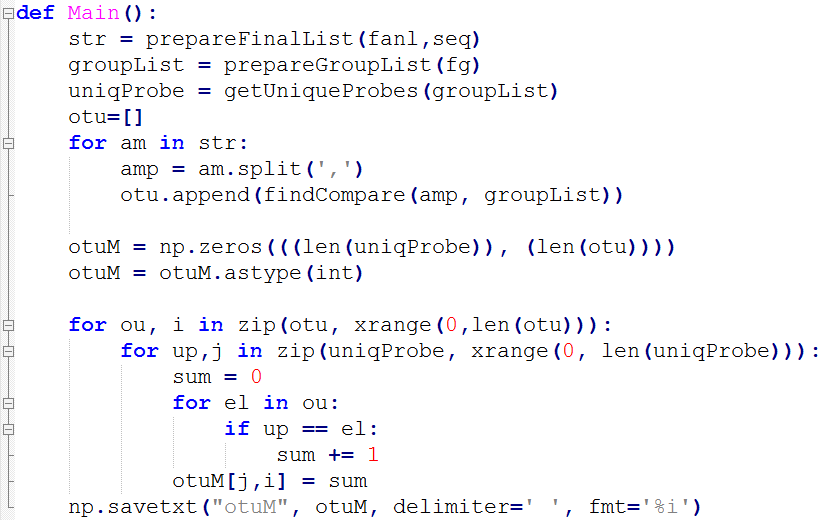 def Main():
    str = prepareFinalList(fanl,seq)
    groupList = prepareGroupList(fg)
    uniqProbe = getUniqueProbes(groupList)
    otu=[]
    for am in str:
        amp = am.split(',')
        otu.append(findCompare(amp, groupList))

    otuM = np.zeros(((len(uniqProbe)), (len(otu))))
    otuM = otuM.astype(int)

    for ou, i in zip(otu, xrange(0,len(otu))):
        for up,j in zip(uniqProbe, xrange(0, len(uniqProbe))):
            sum = 0
            for el in ou:
                if up == el:
                    sum += 1
            otuM[j,i] = sum
    np.savetxt("otuM", otuM, delimiter=' ', fmt='%i')